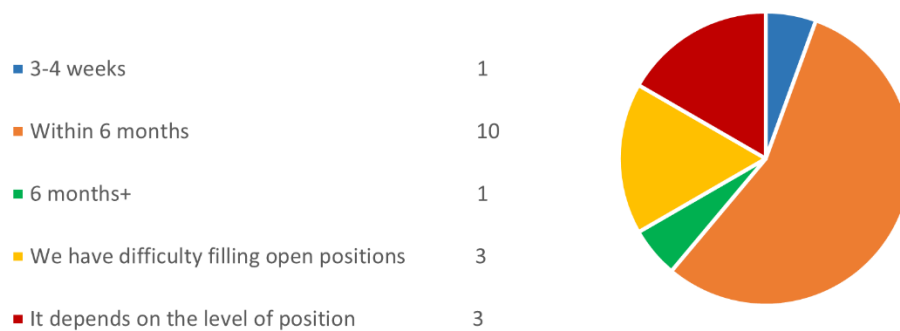 3-4 weeks 1
Within 6 months 10
6 months+ 1
We have difficulty filling open positions 3
It depends on the level of position 3